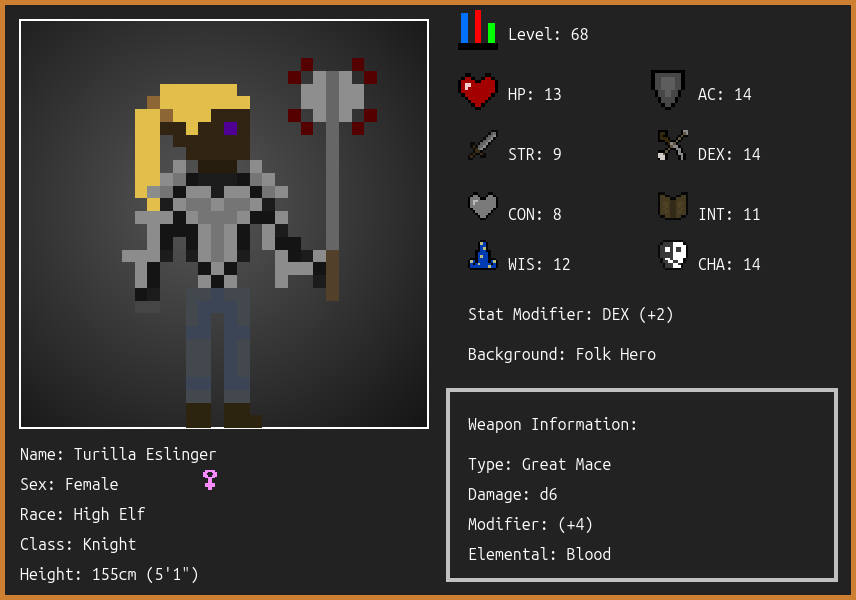 Level: 68
HP: 13
AC: 14
STR: 9
DEX: 14
CON: 8
INT: 11
WIS: 12
CHA: 14
Stat Modifier: DEX (+2)
Background: Folk Hero
Weapon Information:
Type: Great Mace
Damage: d6
Modifier: (+4)
Elemental: Blood
Name: Turilla Eslinger
Sex: Female
Race: High Elf
Class: Knight
Height: 155cm (5'1")